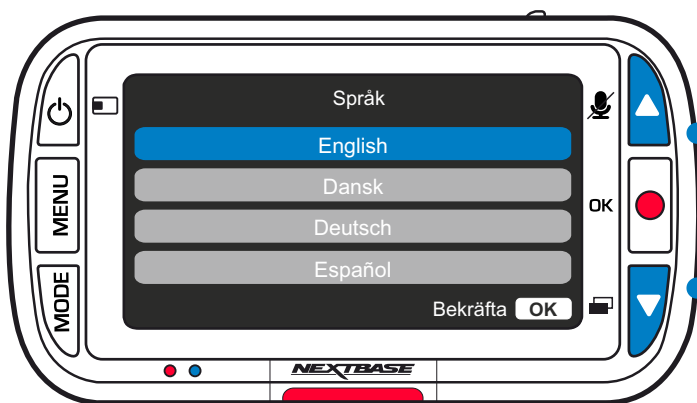 Språk
English
Dansk
Deutsch
Español
Bekräfta OK
MENU
MODE
OK
NEXTBASE